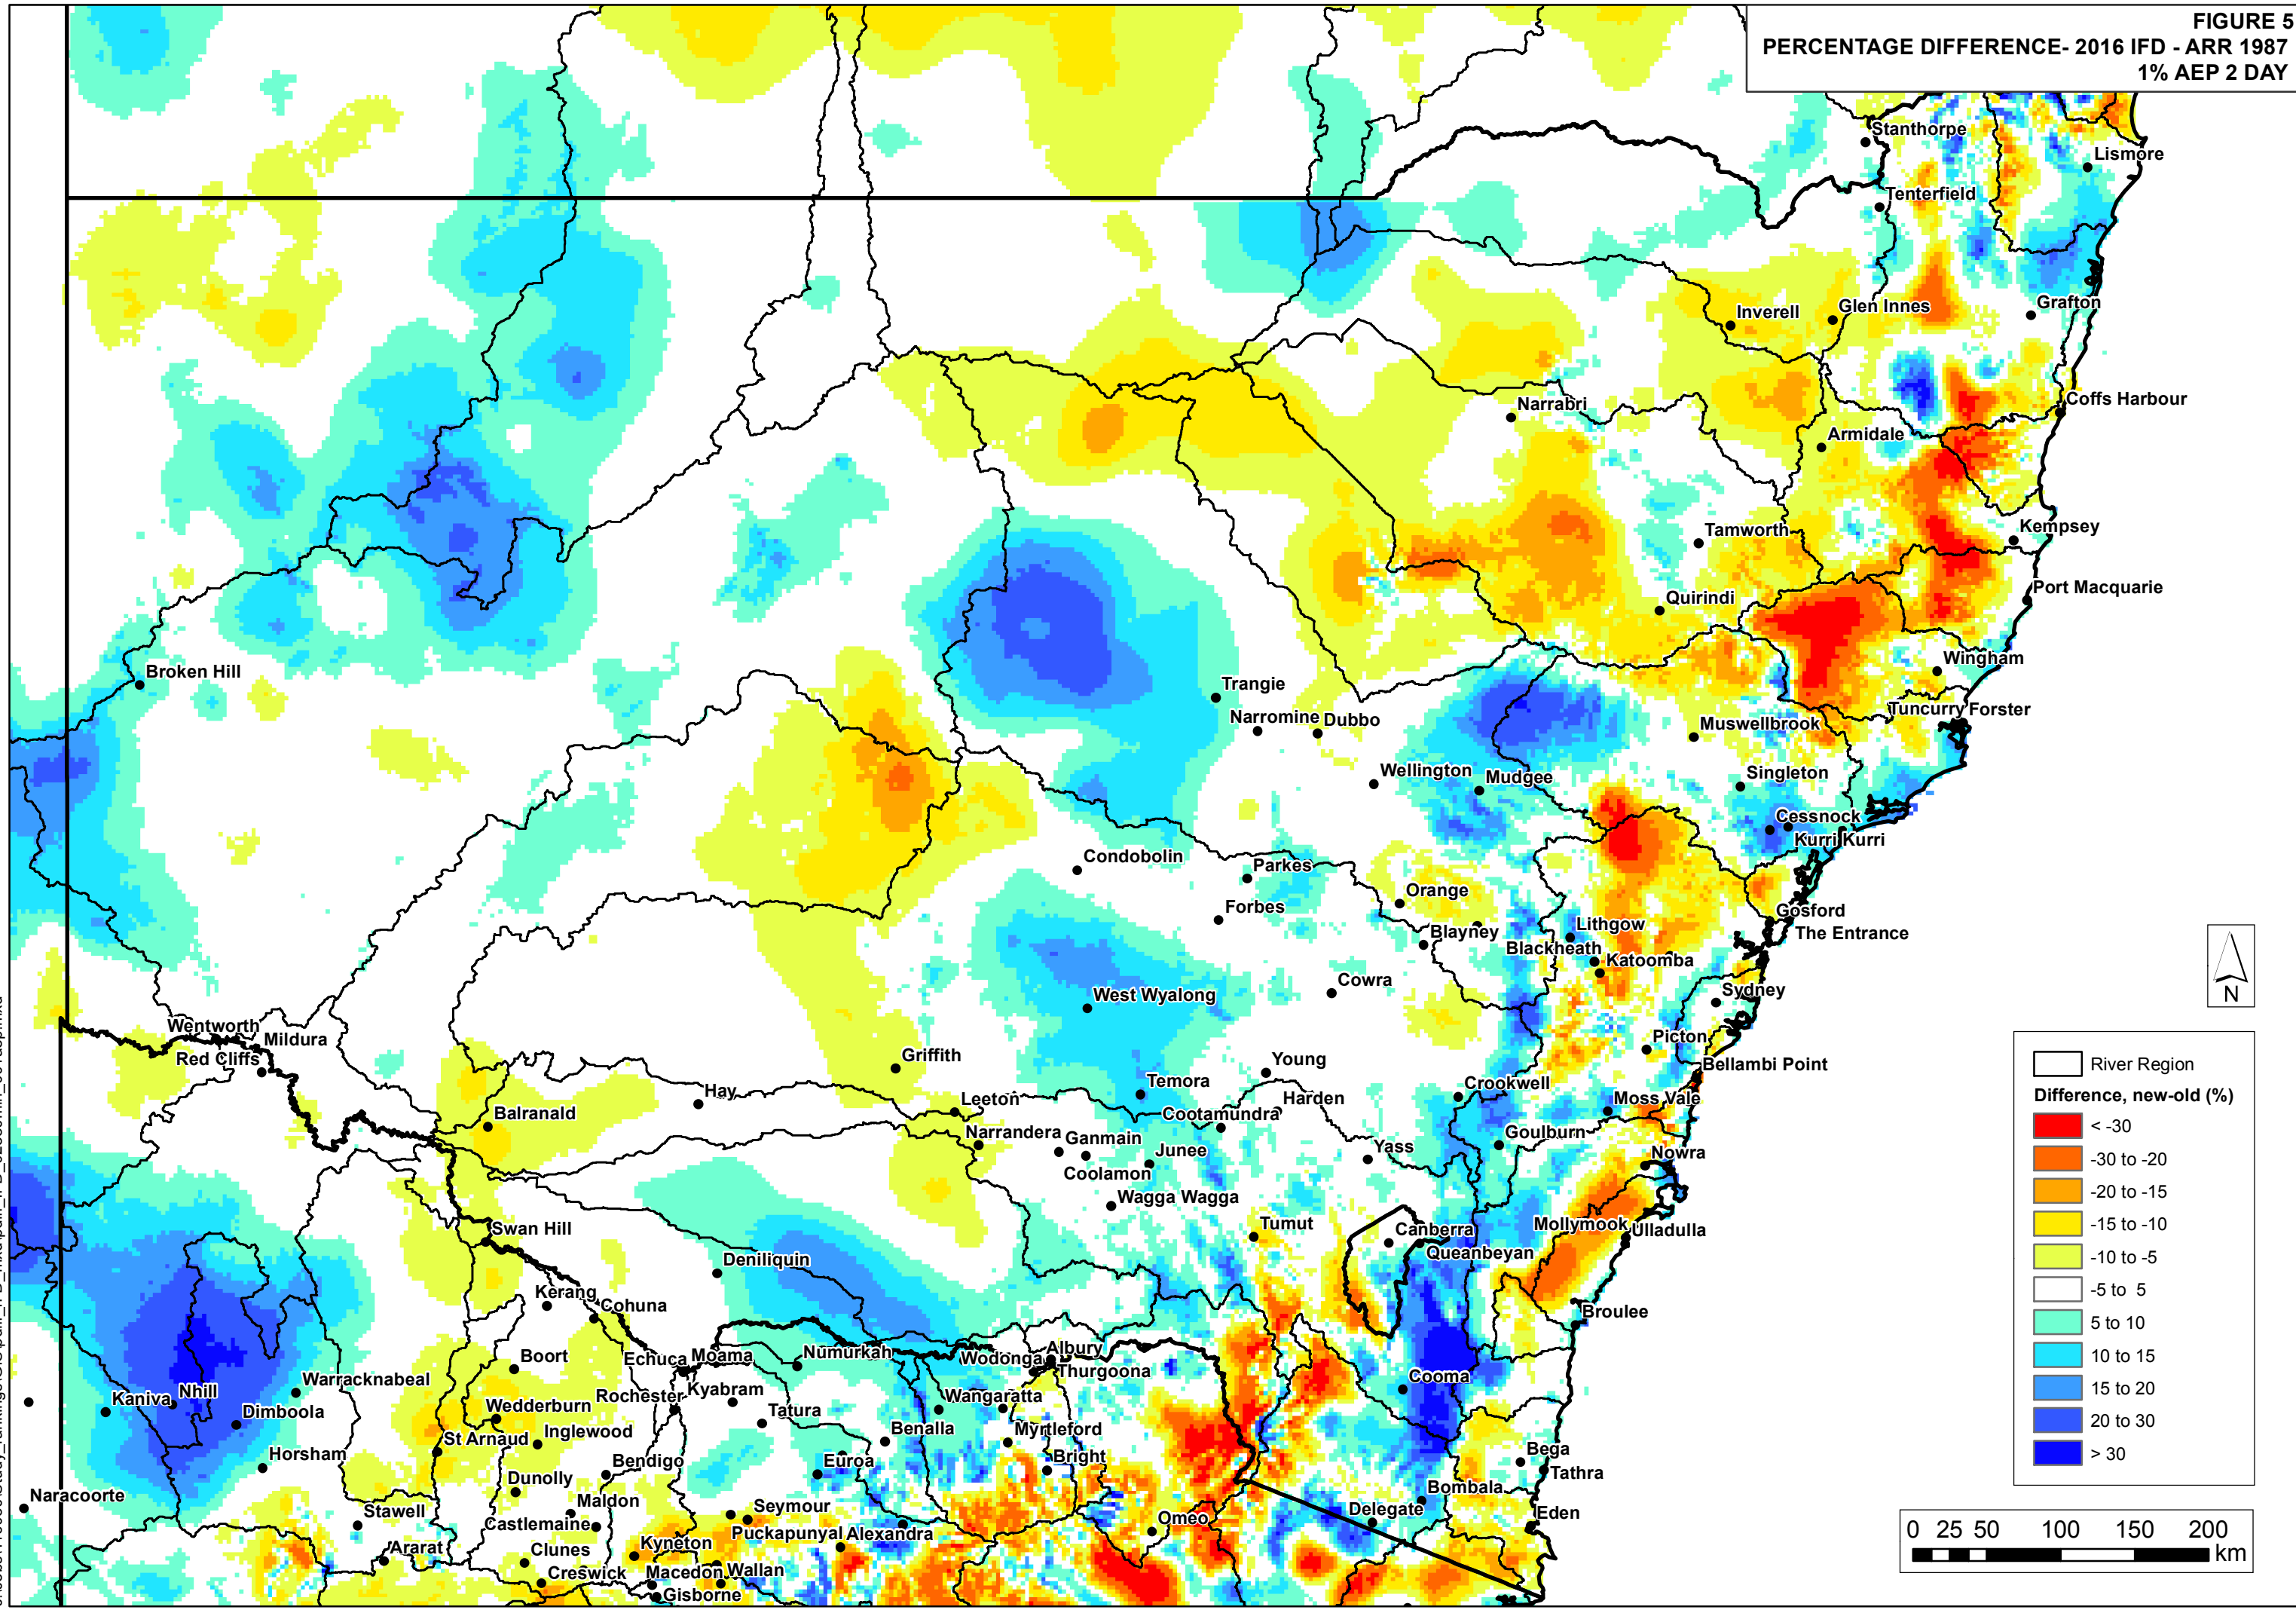 FIGURE 5
PERCENTAGE DIFFERENCE- 2016 IFD - ARR 1987
1% AEP 2 DAY
Stanthorpe
Lismore
Tenterfield
Inverell
Glen Innes
Grafton
Narrabri
Coffs Harbour
Armidale
Tamworth
Kempsey
Quirindi
Port Macquarie
Broken Hill
Wingham
Trangie
Narromine
Dubbo
Muswellbrook
Tuncurry
Forster
Wellington
Mudgee
Singleton
Cessnock
Kurri Kurri
Condobolin
Parkes
Orange
Forbes
Gosford
Blayney
Lithgow
The Entrance
Blackheath
Katoomba
Cowra
West Wyalong
Sydney
Wentworth
Mildura
Red Cliffs
Picton
Griffith
Young
Bellambi Point
Hay
Temora
Crookwell
Leeton
Harden
Moss Vale
Balranald
Cootamundra
Narrandera
Ganmain
Junee
Goulburn
Yass
Nowra
Coolamon
Wagga Wagga
Swan Hill
Tumut
Canberra
Mollymook
Ulladulla
Queanbeyan
Deniliquin
Kerang
Cohuna
Broulee
Boort
Echuca
Moama
Numurkah
Wodonga
Albury
Thurgoona
Warracknabeal
Kaniva
Nhill
Rochester
Kyabram
Cooma
Dimboola
Wedderburn
Tatura
Wangaratta
St Arnaud
Inglewood
Benalla
Myrtleford
Horsham
Bendigo
Euroa
Bright
Bega
Tathra
Dunolly
Naracoorte
Maldon
Seymour
Bombala
Stawell
Castlemaine
Puckapunyal
Alexandra
Omeo
Delegate
Eden
Ararat
Clunes
Kyneton
Creswick
Macedon
Wallan
Gisborne
N
River Region
Difference, new-old (%)
< -30
-30 to -20
-20 to -15
-15 to -10
-10 to -5
-5 to 5
5 to 10
10 to 15
15 to 20
20 to 30
> 30
0 25 50 100 150 200
km